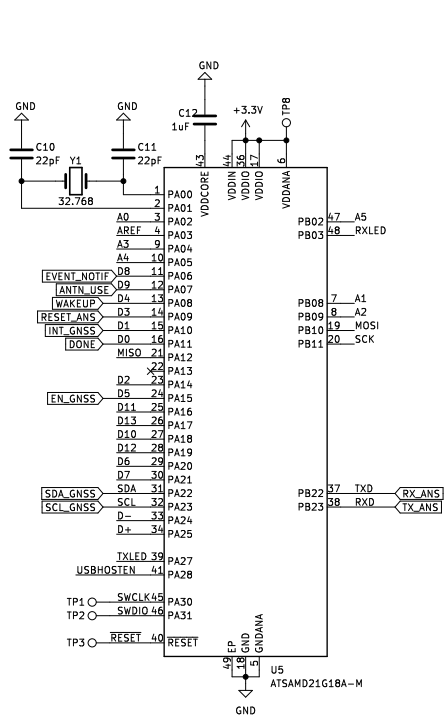 GND
C12
1uF
+3.3V
TP8
GND
GND
C10
22pF
Y1
32.768
C11
22pF
43
44
36
17
6
VDDCORE
VDDIN
VDDIO
VDDIO
VDDANA
1 PA00
2 PA01
A0 3 PA02
AREF 4 PA03
A3 9 PA04
A4 10 PA05
EVENT_NOTIF D8 11 PA06
ANTN_USE D9 12 PA07
WAKEUP D4 13 PA08
RESET_ANS D3 14 PA09
INT_GNSS D1 15 PA10
DONE D0 16 PA11
MISO 21 PA12
22 PA13
D2 23 PA14
EN_GNSS D5 24 PA15
D11 25 PA16
D13 26 PA17
D10 27 PA18
D12 28 PA19
D6 29 PA20
D7 30 PA21
SDA_GNSS SDA 31 PA22
SCL_GNSS SCL 32 PA23
D- 33 PA24
D+ 34 PA25
TXLED 39 PA27
USBHOSTEN 41 PA28
TP1 SWCLK 45 PA30
TP2 SWDIO 46 PA31
TP3 RESET 40 RESET
PB02 47 A5
PB03 48 RXLED
PB08 7 A1
PB09 8 A2
PB10 19 MOSI
PB11 20 SCK
PB22 37 TXD RX_ANS
PB23 38 RXD TX_ANS
EP
GND
GNDANA
49
18
5
U5
ATSAMD21G18A-M
GND